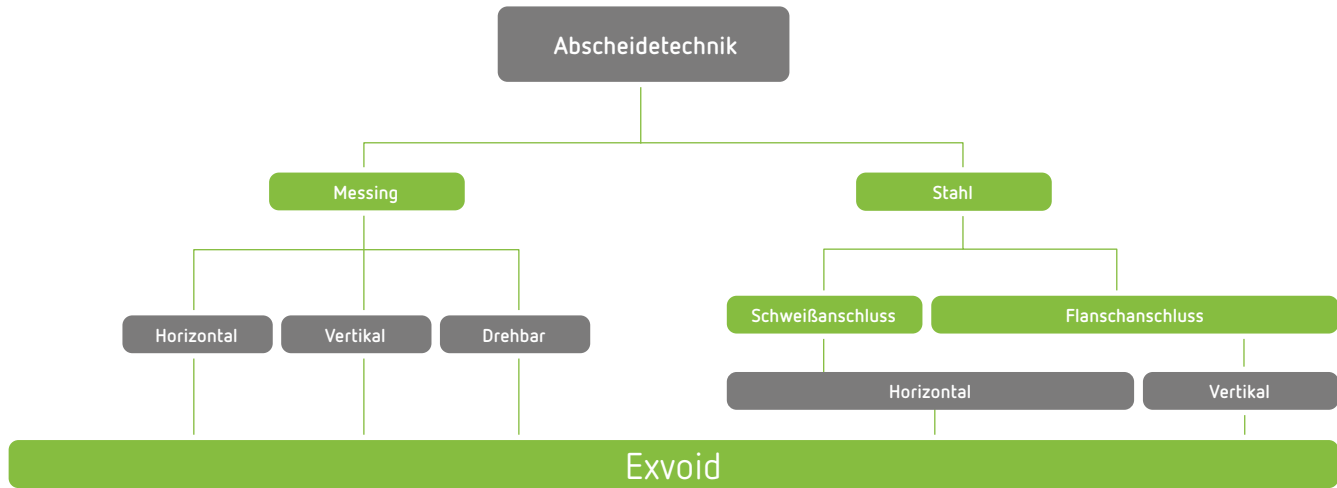 Abscheidetechnik
Messing
Stahl
Schweißanschluss
Flanschanschluss
Horizontal
Vertikal
Drehbar
Horizontal
Vertikal
Exvoid